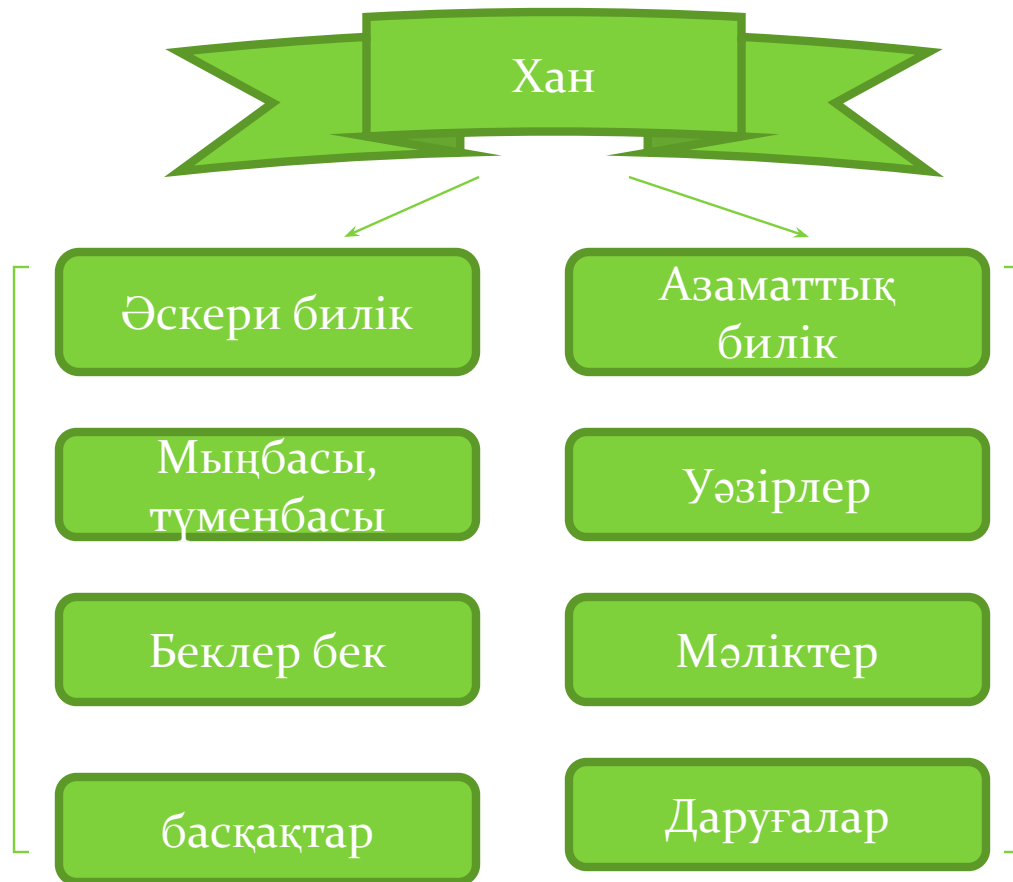 Хан
Әскери билік
Азаматтық
билік
Мыңбасы,
түменбасы
Уәзірлер
Беклер бек
Мәліктер
басқақтар
Даруғалар